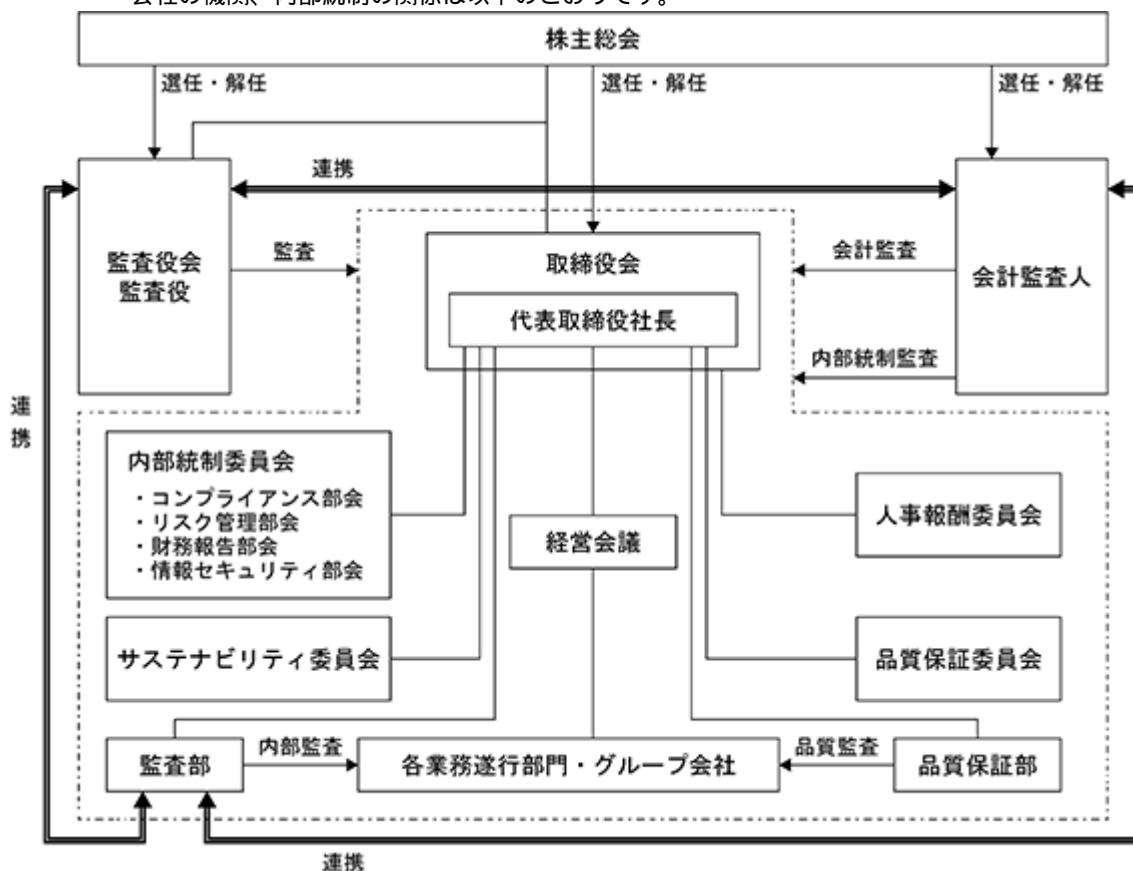 会社の機関、内部統制の関係は以下のとおりです。
株主総会
選任・解任
選任・解任
選任・解任
連携
監査役会
監査役
監査
取締役会
代表取締役社長
会計監査
会計監査人
内部統制監査
連携
内部統制委員会
・コンプライアンス部会
・リスク管理部会
・財務報告部会
・情報セキュリティ部会
経営会議
人事報酬委員会
サステナビリティ委員会
品質保証委員会
監査部
内部監査
各業務遂行部門・グループ会社
品質監査
品質保証部
連携